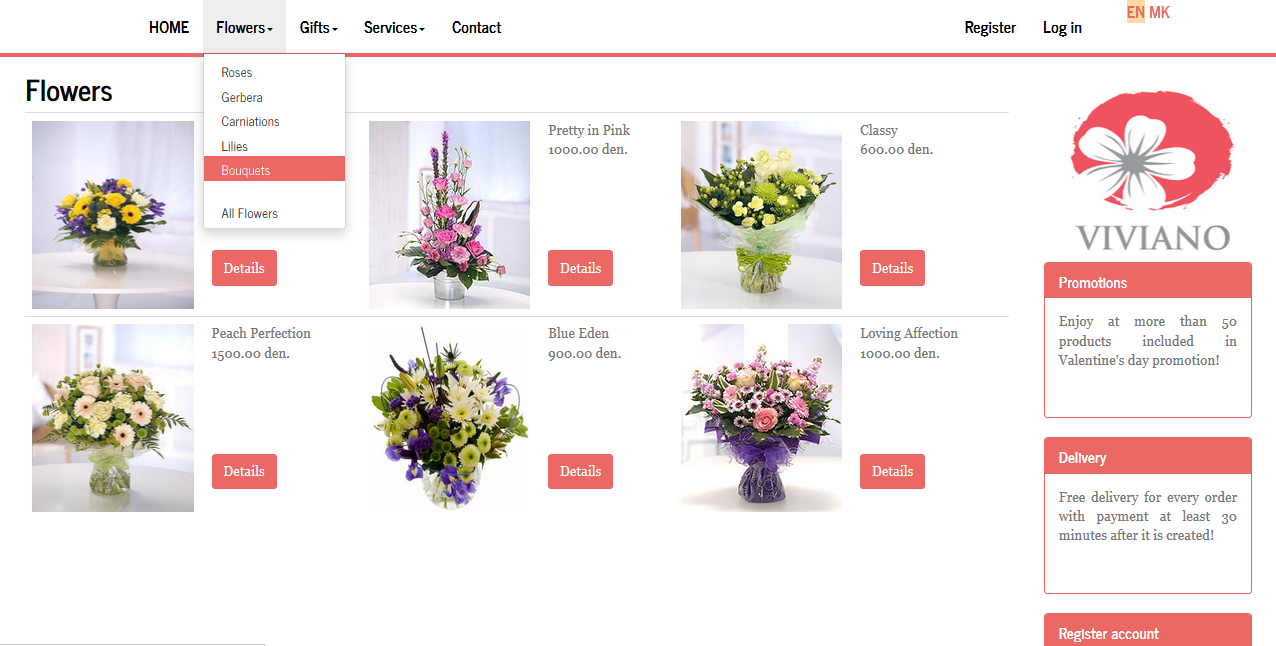 HOME Flowers Gifts Services Contact Register Log in EN MK
Roses
Gerbera
Carniations
Lilies
Bouquets
All Flowers
Flowers
Details
Pretty in Pink
1000.00 den.
Details
Classy
600.00 den.
Details
Peach Perfection
1500.00 den.
Details
Blue Eden
900.00 den.
Details
Loving Affection
1000.00 den.
Details
VIVIANO
Promotions
Enjoy at more than 50
products included in
Valentine's day promotion!
Delivery
Free delivery for every order
with payment at least 30
minutes after it is created!
Register account